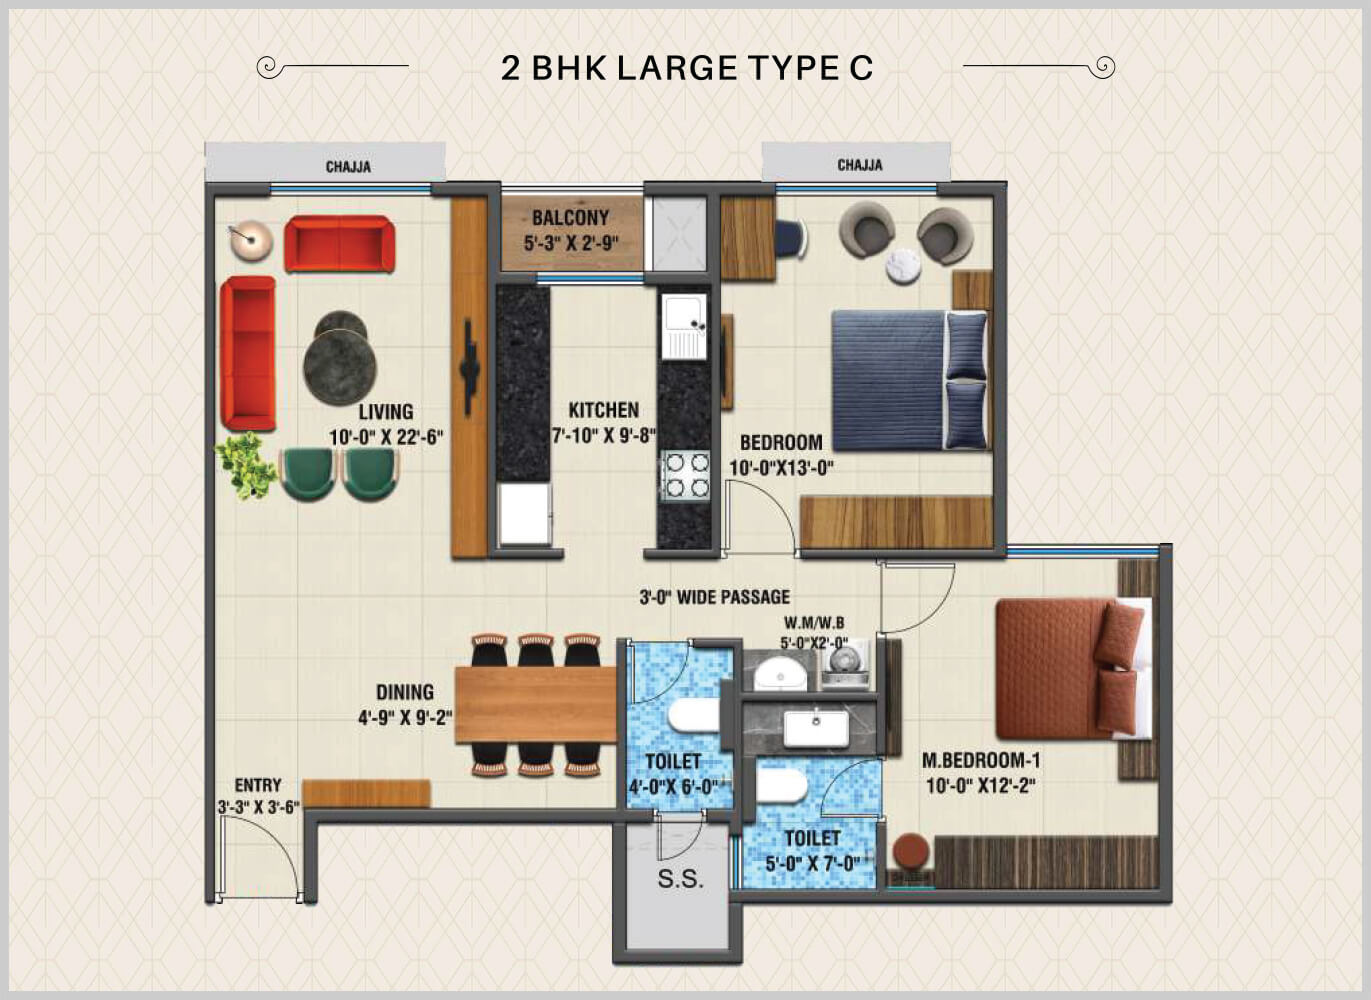 2 BHK LARGE TYPE C
CHAJJA
CHAJJA
BALCONY
5'-3" X 2'-9"
LIVING
10'-0" X 22'-6"
KITCHEN
7'-10" X 9'-8"
BEDROOM
10'-0"X13'-0"
3'-0" WIDE PASSAGE
W.M/W.B
5'-0"X2'-0"
DINING
4'-9" X 9'-2"
TOILET
4'-0"X 6'-0"
M.BEDROOM-1
10'-0" X12'-2"
ENTRY
3'-3" X 3'-6"
TOILET
5'-0" X 7'-0"
S.S.